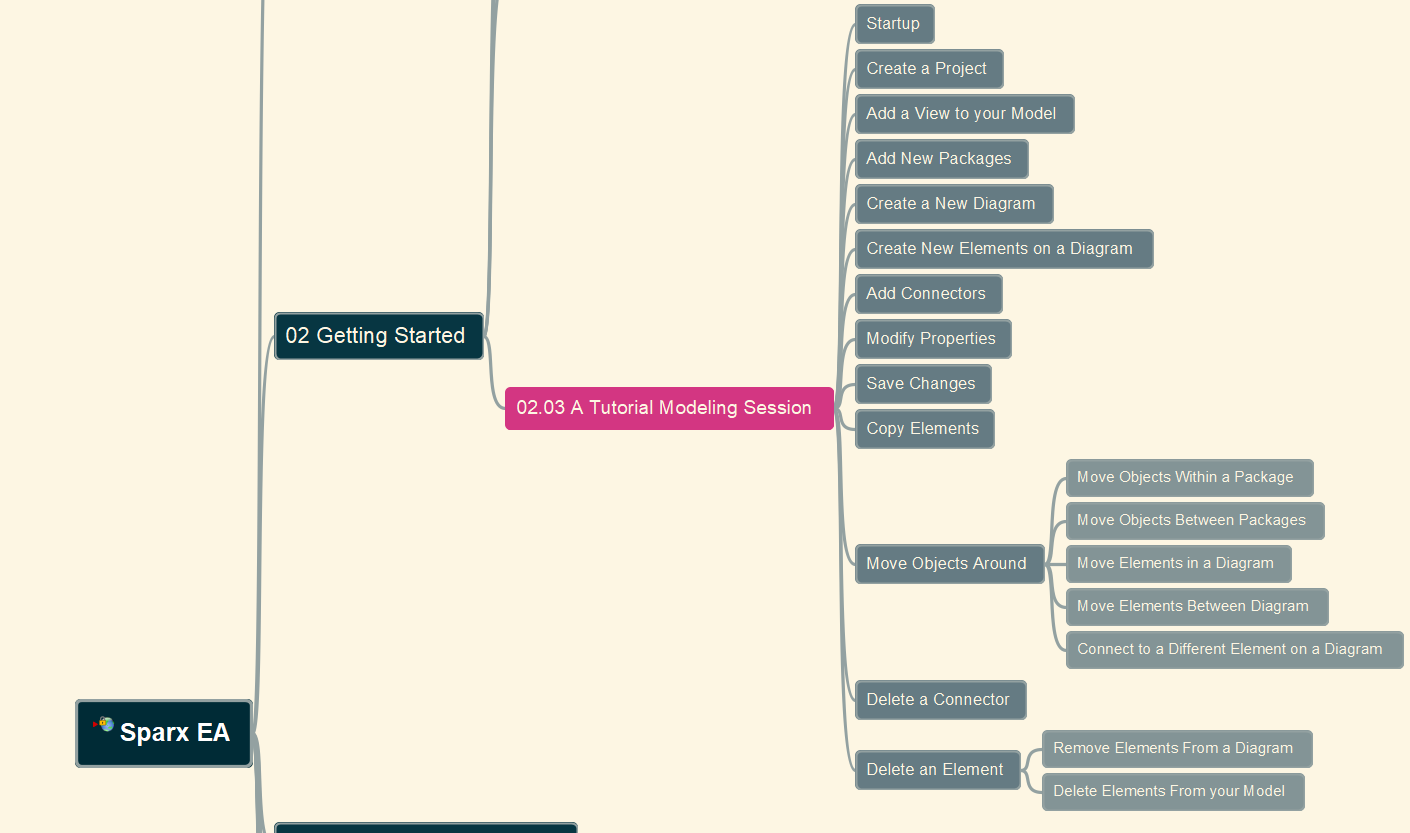 Startup
Create a Project
Add a View to your Model
Add New Packages
Create a New Diagram
Create New Elements on a Diagram
Add Connectors
02 Getting Started
Modify Properties
Save Changes
02.03 A Tutorial Modeling Session
Copy Elements
Move Objects Within a Package
Move Objects Between Packages
Move Objects Around
Move Elements in a Diagram
Move Elements Between Diagram
Connect to a Different Element on a Diagram
Delete a Connector
Sparx EA
Remove Elements From a Diagram
Delete an Element
Delete Elements From your Model